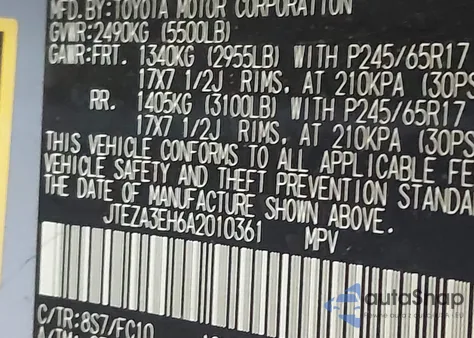 MFD. BY: TOYOTA MOTOR CORPORATION
GVWR: 2490KG (5500LB)
GAWR: FRT. 1340KG (2955LB) WITH P245/65R17
17X7 1/2J RIMS, AT 210KPA (30PS
RR. 1405KG (3100LB) WITH P245/65R17
17X7 1/2J RIMS, AT 210KPA (30PS
THIS VEHICLE CONFORMS TO ALL APPLICABLE FE
VEHICLE SAFETY AND THEFT PREVENTION STANDA
THE DATE OF MANUFACTURE SHOWN ABOVE.
JTEZA3EH6A2010361 MPV
C/TR: 8S7/FC10
autoSnap